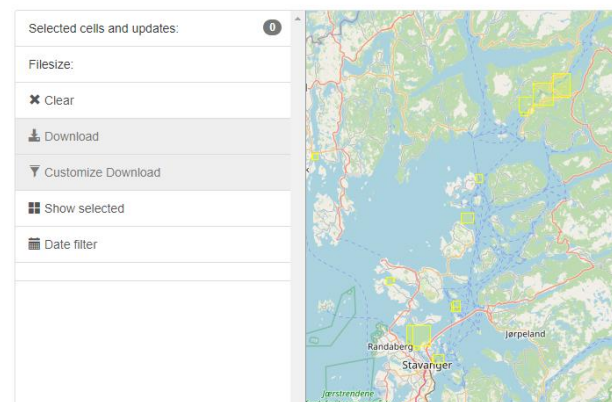 Selected cells and updates: 0
Filesize:
Clear
Download
Customize Download
Show selected
Date filter
Jørpeland
Randaberg
Stavanger
Jærstrendene